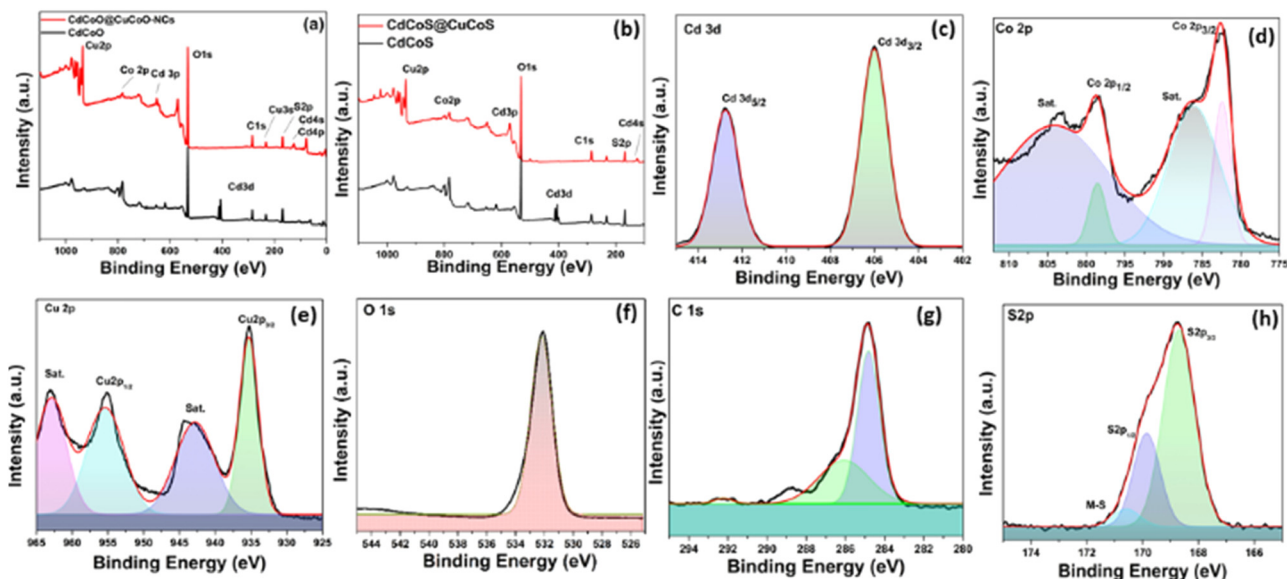 (a)
CdCoO@CuCoO-NCs
CdCoO
Cu2p
O1s
Co 2p
Cd 3p
Cu3s
S2p
C1s
Cd4s
Cd4p
Cd3d
Intensity (a.u.)
1000 800 600 400 200 0
Binding Energy (eV)
(b)
CdCoS@CuCoS
CdCoS
O1s
Cu2p
Co2p
Cd3p
Cd4s
C1s
S2p
Cd3d
Intensity (a.u.)
1000 800 600 400 200
Binding Energy (eV)
Cd 3d
(c)
Cd 3d3/2
Cd 3d5/2
Intensity (a.u.)
414 412 410 408 406 404 402
Binding Energy (eV)
Co 2p
Co 2p3/2
(d)
Co 2p1/2
Sat.
Sat.
Intensity (a.u.)
810 805 800 795 790 785 780 775
Binding Energy (eV)
Cu 2p
(e)
Cu2p3/2
Sat.
Cu2p1/2
Sat.
Intensity (a.u.)
965 960 955 950 945 940 935 930 925
Binding Energy (eV)
O 1s
(f)
Intensity (a.u.)
544 542 540 538 536 534 532 530 528 526
Binding Energy (eV)
C 1s
(g)
Intensity (a.u.)
294 292 290 288 286 284 282 280
Binding Energy (eV)
S2p
(h)
S2p3/2
S2p1/2
M-S
Intensity (a.u.)
174 172 170 168 166
Binding Energy (eV)